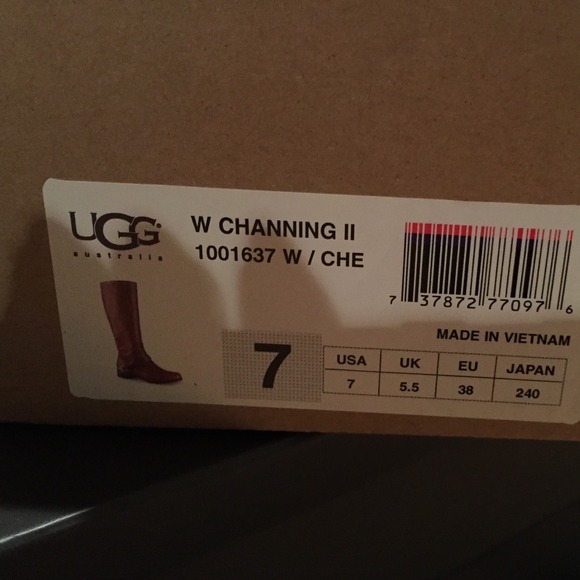 UGG
australia
W CHANNING II
1001637 W / CHE
7 37872 77097 6
MADE IN VIETNAM
7
USA UK EU JAPAN
7 5.5 38 240